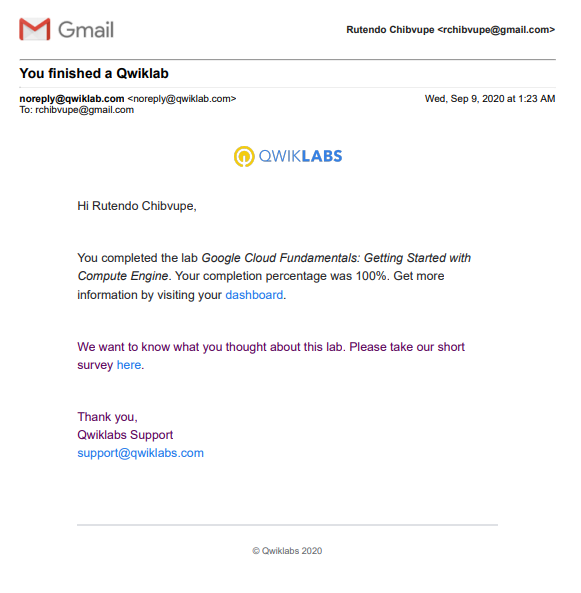 Gmail
Rutendo Chibvupe <rchibvupe@gmail.com>
You finished a Qwiklab
noreply@qwiklab.com <noreply@qwiklab.com>
Wed, Sep 9, 2020 at 1:23 AM
To: rchibvupe@gmail.com
QWIKLABS
Hi Rutendo Chibvupe,
You completed the lab Google Cloud Fundamentals: Getting Started with
Compute Engine. Your completion percentage was 100%. Get more
information by visiting your dashboard.
We want to know what you thought about this lab. Please take our short
survey here.
Thank you,
Qwiklabs Support
support@qwiklabs.com
© Qwiklabs 2020